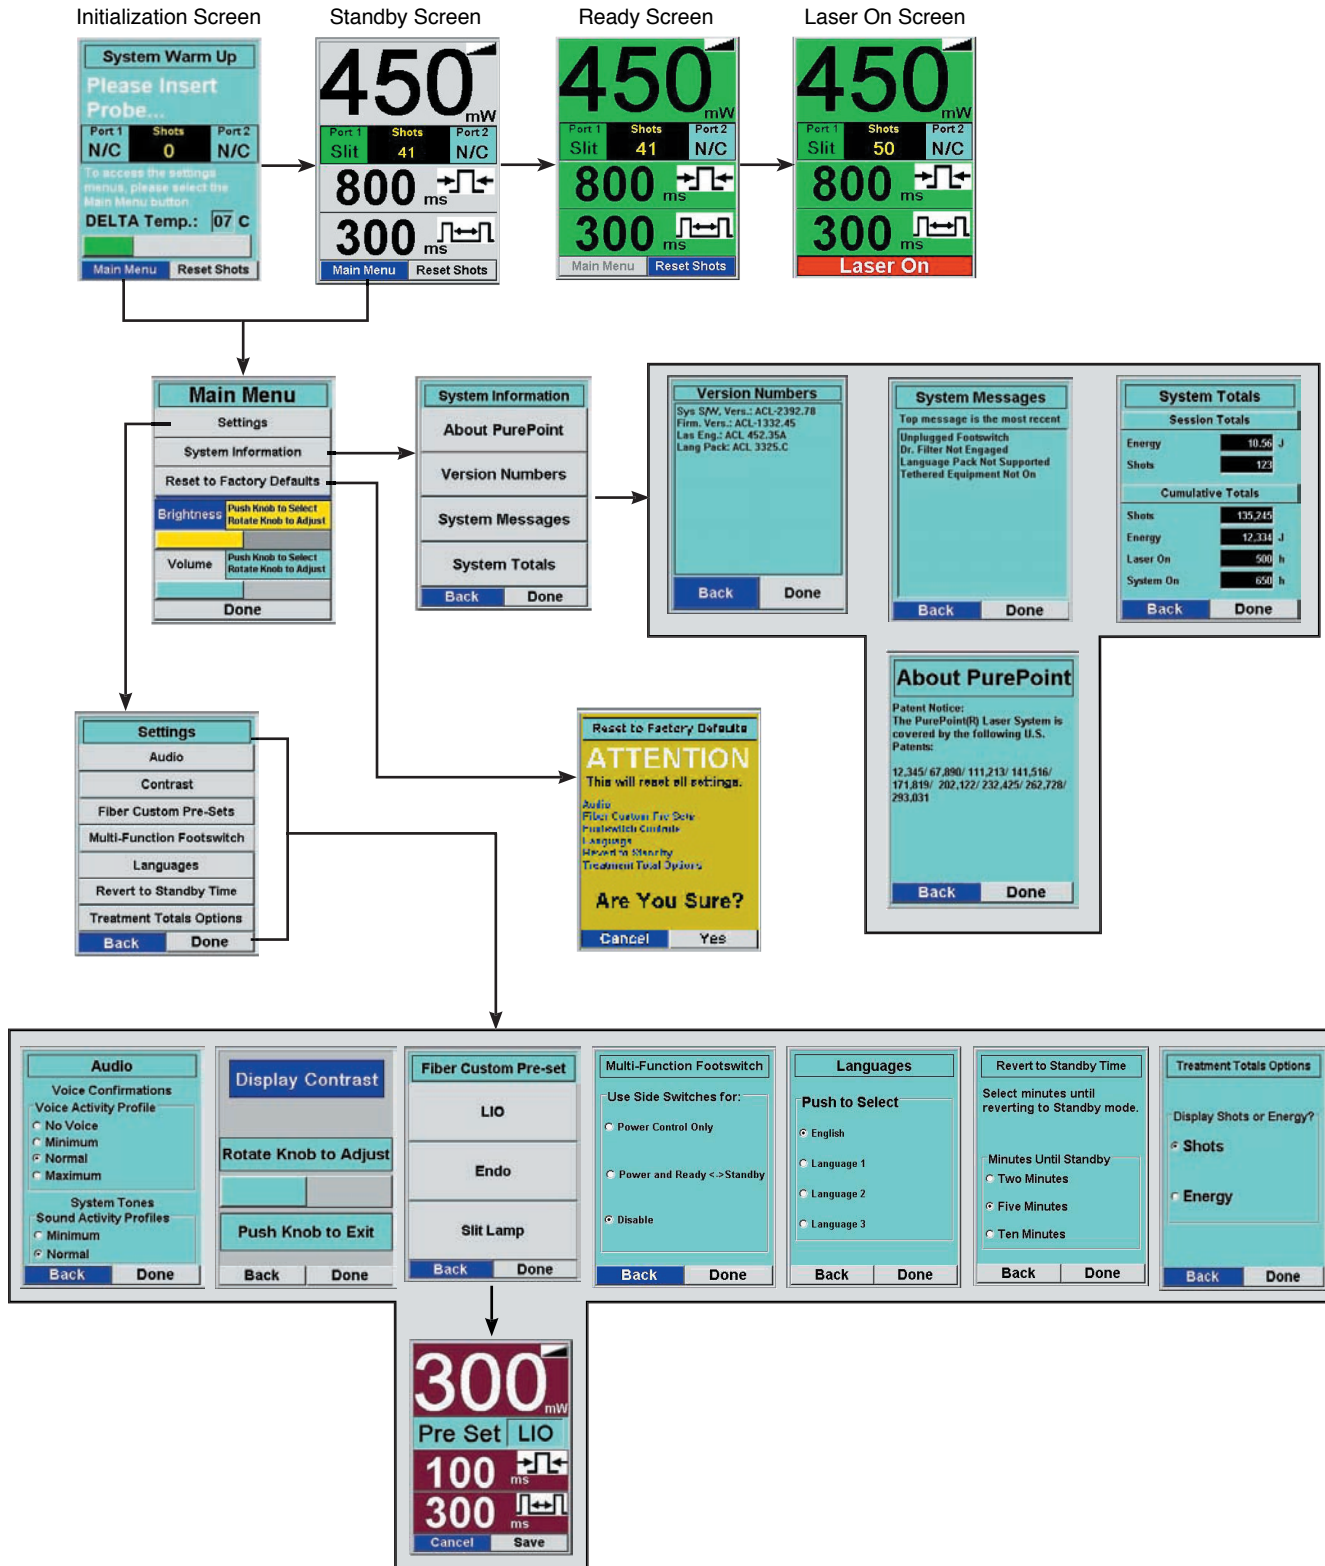 Initialization Screen
Standby Screen
Ready Screen
Laser On Screen
System Warm Up
Please Insert
Probe...
Port 1 Shots Port 2
N/C 0 N/C
To access the settings
menus, please select the
Main Menu button.
DELTA Temp.: 07 C
Main Menu Reset Shots
450
mW
Port 1 Shots Port 2
Slit 41 N/C
800 ms
300 ms
Main Menu Reset Shots
450
mW
Port 1 Shots Port 2
Slit 41 N/C
800 ms
300 ms
Main Menu Reset Shots
450
mW
Port 1 Shots Port 2
Slit 50 N/C
800 ms
300 ms
Laser On
Main Menu
Settings
System Information
Reset to Factory Defaults
Brightness Push Knob to Select
Rotate Knob to Adjust
Volume Push Knob to Select
Rotate Knob to Adjust
Done
System Information
About PurePoint
Version Numbers
System Messages
System Totals
Back Done
Version Numbers
Sys S/W, Vers.: ACL-2392.78
Firm. Vers.: ACL-1332.45
Las Eng.: ACL 452.35A
Lang Pack: ACL 3325.C
Back Done
System Messages
Top message is the most recent
Unplugged Footswitch
Dr. Filter Not Engaged
Language Pack Not Supported
Tethered Equipment Not On
Back Done
System Totals
Session Totals
Energy 10.56 J
Shots 123
Cumulative Totals
Shots 135,245
Energy 12,334 J
Laser On 500 h
System On 650 h
Back Done
About PurePoint
Patent Notice:
The PurePoint(R) Laser System is
covered by the following U.S.
Patents:
12,345/ 67,890/ 111,213/ 141,516/
171,819/ 202,122/ 232,425/ 262,728/
293,031
Back Done
Settings
Audio
Contrast
Fiber Custom Pre-Sets
Multi-Function Footswitch
Languages
Revert to Standby Time
Treatment Totals Options
Back Done
Reset to Factory Defaults
ATTENTION
This will reset all settings.
Audio
Fiber Custom Pre Sets
Footswitch Controls
Language
Revert to Standby
Treatment Total Options
Are You Sure?
Cancel Yes
Audio
Voice Confirmations
Voice Activity Profile
No Voice
Minimum
Normal
Maximum
System Tones
Sound Activity Profiles
Minimum
Normal
Back Done
Display Contrast
Rotate Knob to Adjust
Push Knob to Exit
Back Done
Fiber Custom Pre-set
LIO
Endo
Slit Lamp
Back Done
Multi-Function Footswitch
Use Side Switches for:
Power Control Only
Power and Ready <->Standby
Disable
Back Done
Languages
Push to Select
English
Language 1
Language 2
Language 3
Back Done
Revert to Standby Time
Select minutes until
reverting to Standby mode.
Minutes Until Standby
Two Minutes
Five Minutes
Ten Minutes
Back Done
Treatment Totals Options
Display Shots or Energy?
Shots
Energy
Back Done
300
mW
Pre Set LIO
100 ms
300 ms
Cancel Save